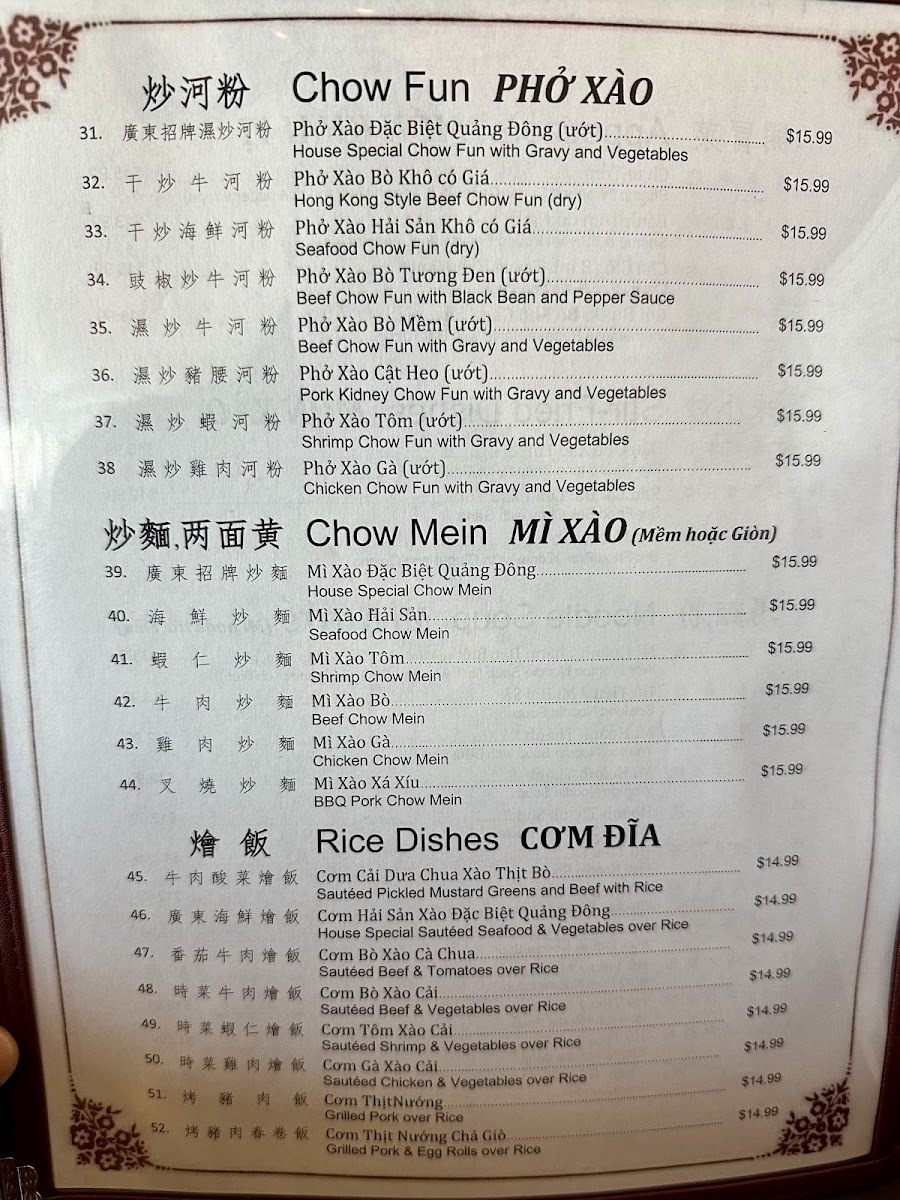 炒河粉 Chow Fun PHỞ XÀO
31. 廣東招牌濕炒河粉 Phở Xào Đặc Biệt Quảng Đông (ướt) $15.99
House Special Chow Fun with Gravy and Vegetables
32. 干炒牛河粉 Phở Xào Bò Khô có Giá $15.99
Hong Kong Style Beef Chow Fun (dry)
33. 干炒海鮮河粉 Phở Xào Hải Sản Khô có Giá $15.99
Seafood Chow Fun (dry)
34. 豉椒炒牛河粉 Phở Xào Bò Tương Đen (ướt) $15.99
Beef Chow Fun with Black Bean and Pepper Sauce
35. 濕炒牛河粉 Phở Xào Bò Mềm (ướt) $15.99
Beef Chow Fun with Gravy and Vegetables
36. 濕炒豬腰河粉 Phở Xào Cật Heo (ướt) $15.99
Pork Kidney Chow Fun with Gravy and Vegetables
37. 濕炒蝦河粉 Phở Xào Tôm (ướt) $15.99
Shrimp Chow Fun with Gravy and Vegetables
38 濕炒雞肉河粉 Phở Xào Gà (ướt) $15.99
Chicken Chow Fun with Gravy and Vegetables
炒麵,两面黄 Chow Mein MÌ XÀO (Mềm hoặc Giòn)
39. 廣東招牌炒麵 Mì Xào Đặc Biệt Quảng Đông $15.99
House Special Chow Mein
40. 海鮮炒麵 Mì Xào Hải Sản $15.99
Seafood Chow Mein
41. 蝦仁炒麵 Mì Xào Tôm $15.99
Shrimp Chow Mein
42. 牛肉炒麵 Mì Xào Bò $15.99
Beef Chow Mein
43. 雞肉炒麵 Mì Xào Gà $15.99
Chicken Chow Mein
44. 叉燒炒麵 Mì Xào Xá Xíu $15.99
BBQ Pork Chow Mein
燴飯 Rice Dishes CƠM ĐĨA
45. 牛肉酸菜燴飯 Cơm Cải Dưa Chua Xào Thịt Bò $14.99
Sautéed Pickled Mustard Greens and Beef with Rice
46. 廣東海鮮燴飯 Cơm Hải Sản Xào Đặc Biệt Quảng Đông $14.99
House Special Sautéed Seafood & Vegetables over Rice
47. 番茄牛肉燴飯 Cơm Bò Xào Cà Chua $14.99
Sautéed Beef & Tomatoes over Rice
48. 時菜牛肉燴飯 Cơm Bò Xào Cải $14.99
Sautéed Beef & Vegetables over Rice
49. 時菜蝦仁燴飯 Cơm Tôm Xào Cải $14.99
Sautéed Shrimp & Vegetables over Rice
50. 時菜雞肉燴飯 Cơm Gà Xào Cải $14.99
Sautéed Chicken & Vegetables over Rice
51. 烤豬肉飯 Cơm ThịtNướng $14.99
Grilled Pork over Rice
52. 烤豬肉春卷飯 Cơm Thịt Nướng Chả Giò $14.99
Grilled Pork & Egg Rolls over Rice